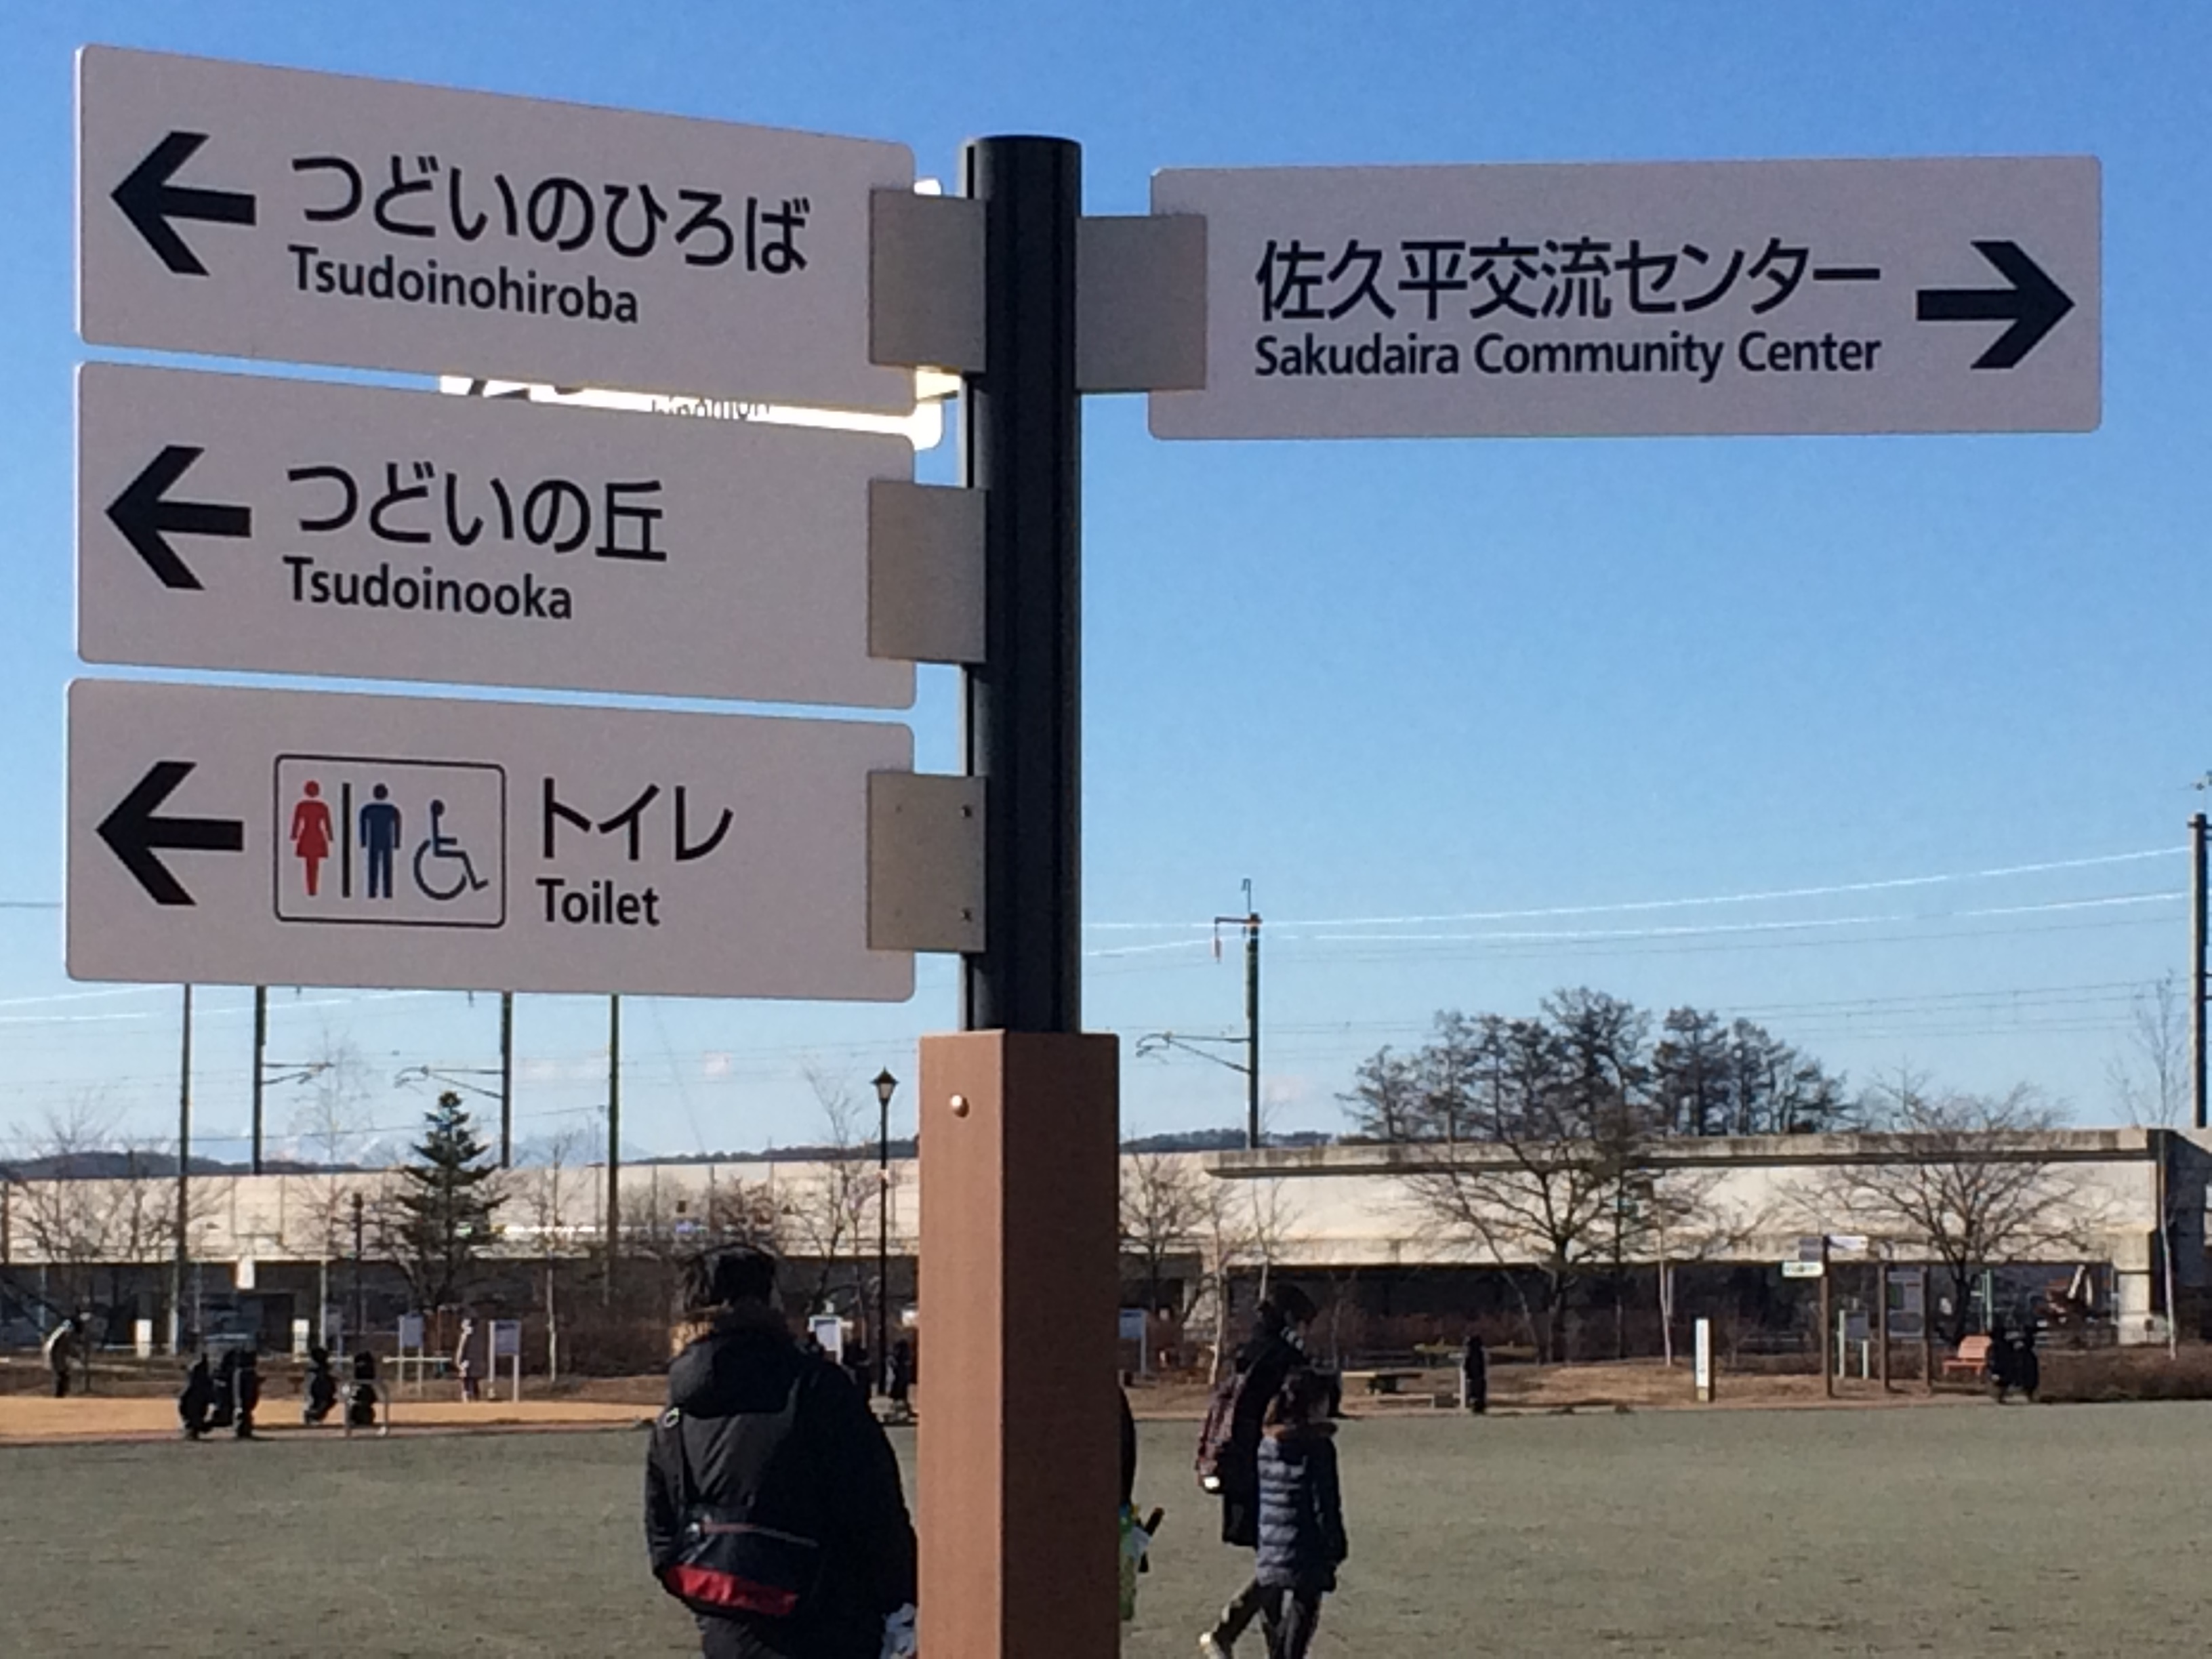 つどいのひろば
Tsudoinohiroba
つどいの丘
Tsudoinooka
トイレ
Toilet
佐久平交流センター
Sakudaira Community Center